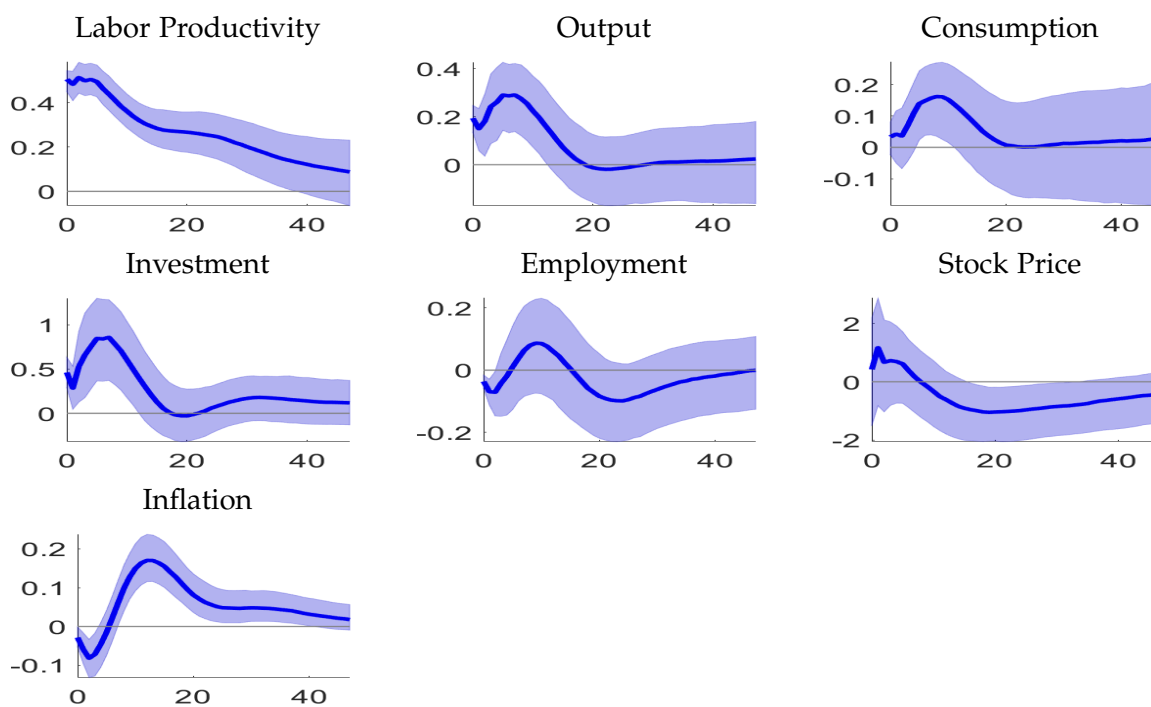 Labor Productivity Output Consumption
0.4 0.4 0.2
0.2 0.2 0.1
0 0 0
-0.1
0 20 40 0 20 40 0 20 40
Investment Employment Stock Price
1 0.2 2
0.5 0 0
0 -0.2 -2
0 20 40 0 20 40 0 20 40
Inflation
0.2
0.1
0
-0.1
0 20 40